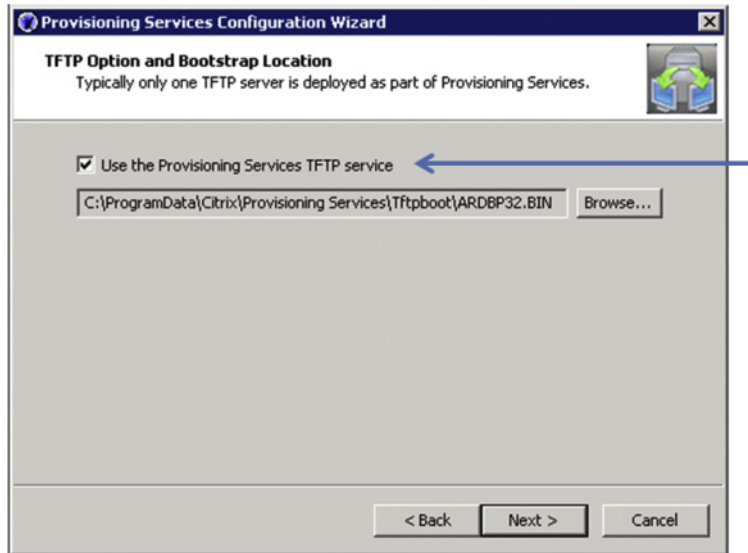 Provisioning Services Configuration Wizard
TFTP Option and Bootstrap Location
Typically only one TFTP server is deployed as part of Provisioning Services.
Use the Provisioning Services TFTP service
C:\ProgramData\Citrix\Provisioning Services\Tftpboot\ARDBP32.BIN
Browse...
< Back
Next >
Cancel